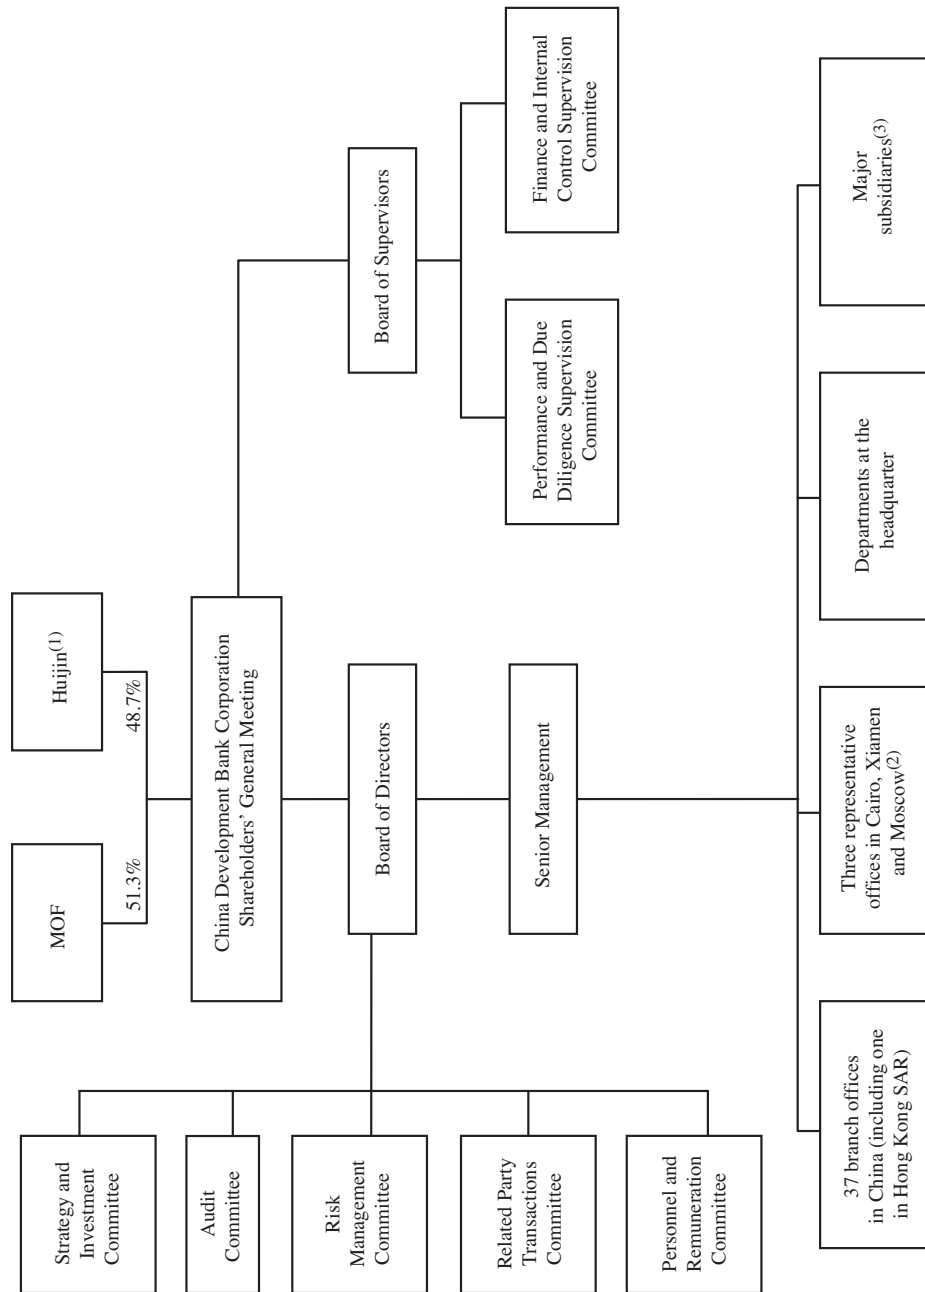 MOF
Huijin(1)
51.3%
48.7%
China Development Bank Corporation
Shareholders’ General Meeting
Board of Directors
Board of Supervisors
Strategy and
Investment
Committee
Audit
Committee
Risk
Management
Committee
Related Party
Transactions
Committee
Personnel and
Remuneration
Committee
Senior Management
Performance and Due
Diligence Supervision
Committee
Finance and Internal
Control Supervision
Committee
37 branch offices
in China (including one
in Hong Kong SAR)
Three representative
offices in Cairo, Xiamen
and Moscow(2)
Departments at the
headquarter
Major
subsidiaries(3)